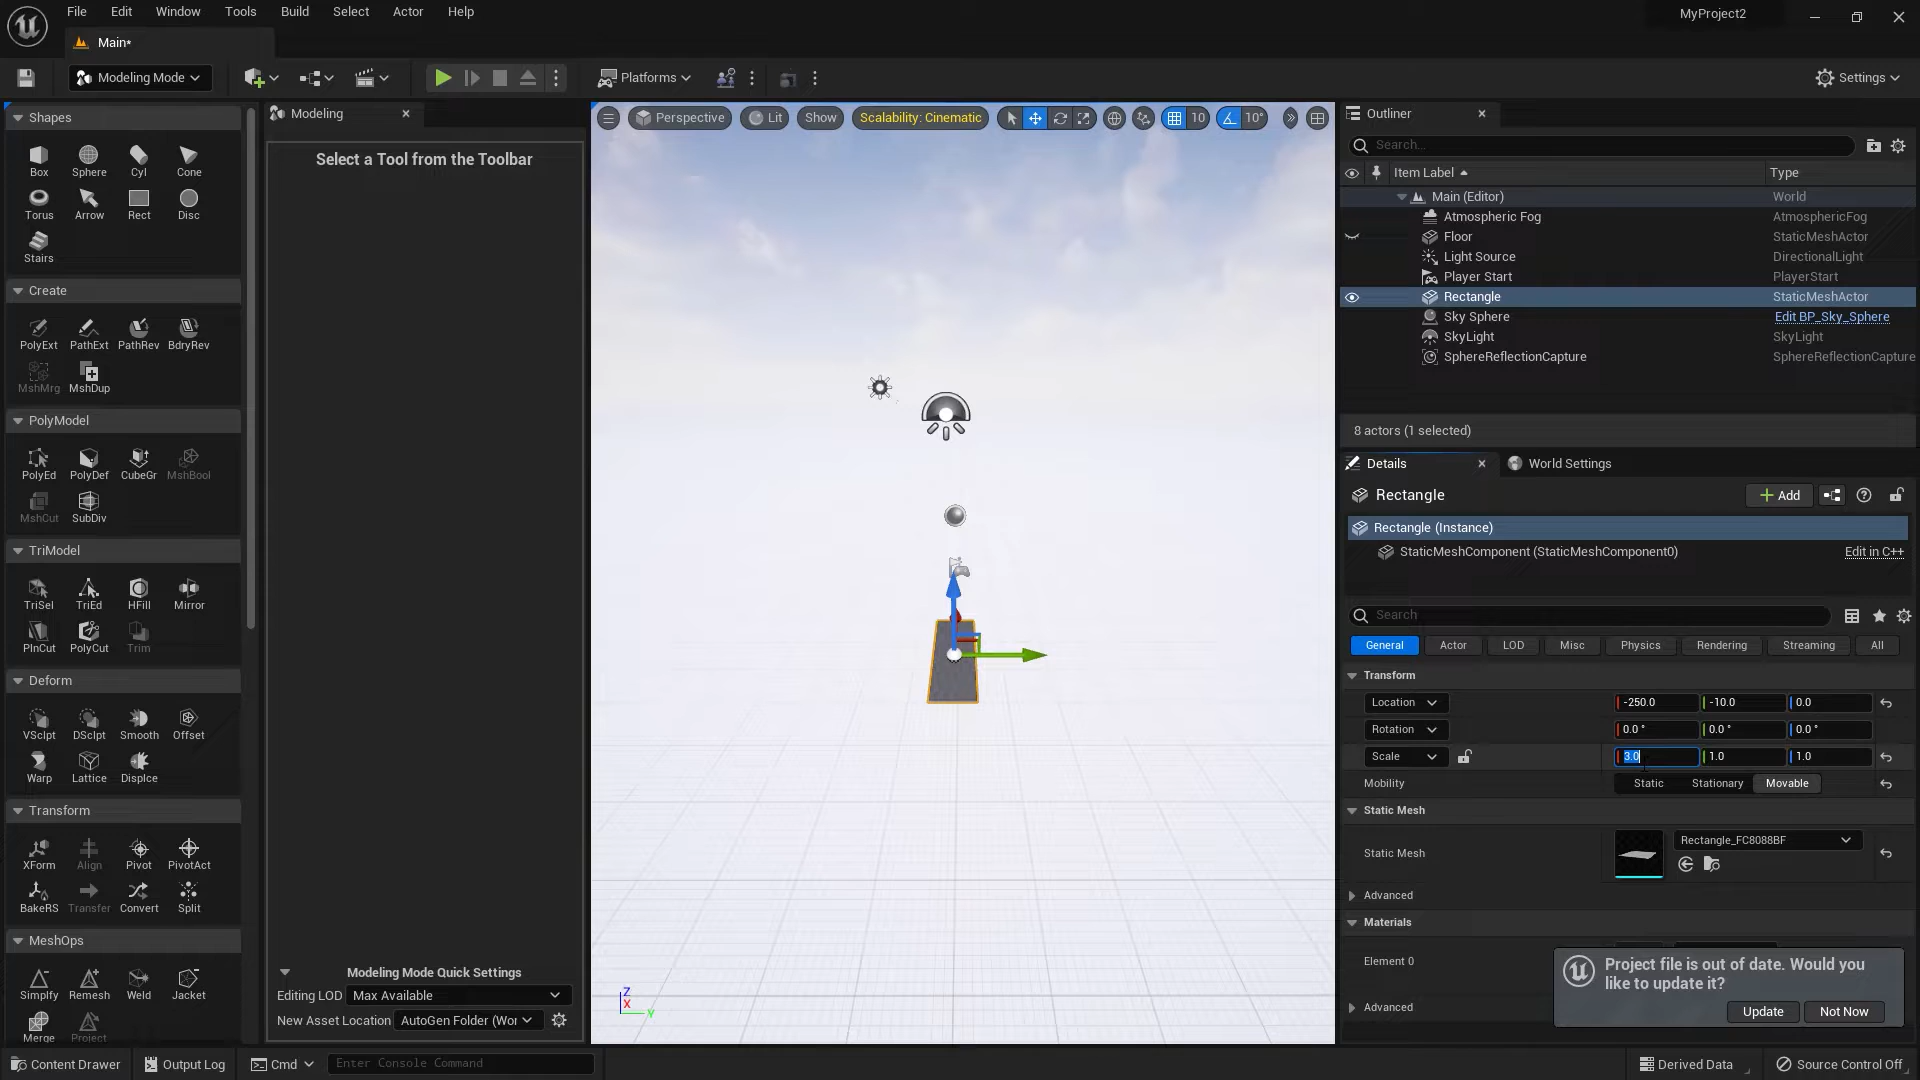 File Edit Window Tools Build Select Actor Help
MyProject2
Main*
Modeling Mode
Platforms
Settings
Shapes
Box Sphere Cyl Cone
Torus Arrow Rect Disc
Stairs
Create
PolyExt PathExt PathRev BdryRev
MshMrg MshDup
PolyModel
PolyEd PolyDef CubeGr MshBool
MshCut SubDiv
TriModel
TriSel TriEd HFill Mirror
PlnCut PolyCut Trim
Deform
VSclpt DSclpt Smooth Offset
Warp Lattice Displce
Transform
XForm Align Pivot PivotAct
BakeRS Transfer Convert Split
MeshOps
Simplfy Remesh Weld Jacket
Merge Project
Modeling
Select a Tool from the Toolbar
Modeling Mode Quick Settings
Editing LOD Max Available
New Asset Location AutoGen Folder (Wor
Perspective Lit Show Scalability: Cinematic 10 10°
Z
X
Y
Outliner
Search...
Item Label Type
Main (Editor) World
Atmospheric Fog AtmosphericFog
Floor StaticMeshActor
Light Source DirectionalLight
Player Start PlayerStart
Rectangle StaticMeshActor
Sky Sphere Edit BP_Sky_Sphere
SkyLight SkyLight
SphereReflectionCapture SphereReflectionCapture
8 actors (1 selected)
Details World Settings
Rectangle Add
Rectangle (Instance)
StaticMeshComponent (StaticMeshComponent0) Edit in C++
Search
General Actor LOD Misc Physics Rendering Streaming All
Transform
Location -250.0 -10.0 0.0
Rotation 0.0 ° 0.0 ° 0.0 °
Scale 3.0 1.0 1.0
Mobility Static Stationary Movable
Static Mesh
Static Mesh Rectangle_FC8088BF
Advanced
Materials
Element 0
Advanced
Project file is out of date. Would you
like to update it?
Update Not Now
Content Drawer Output Log Cmd Enter Console Command
Derived Data Source Control Off